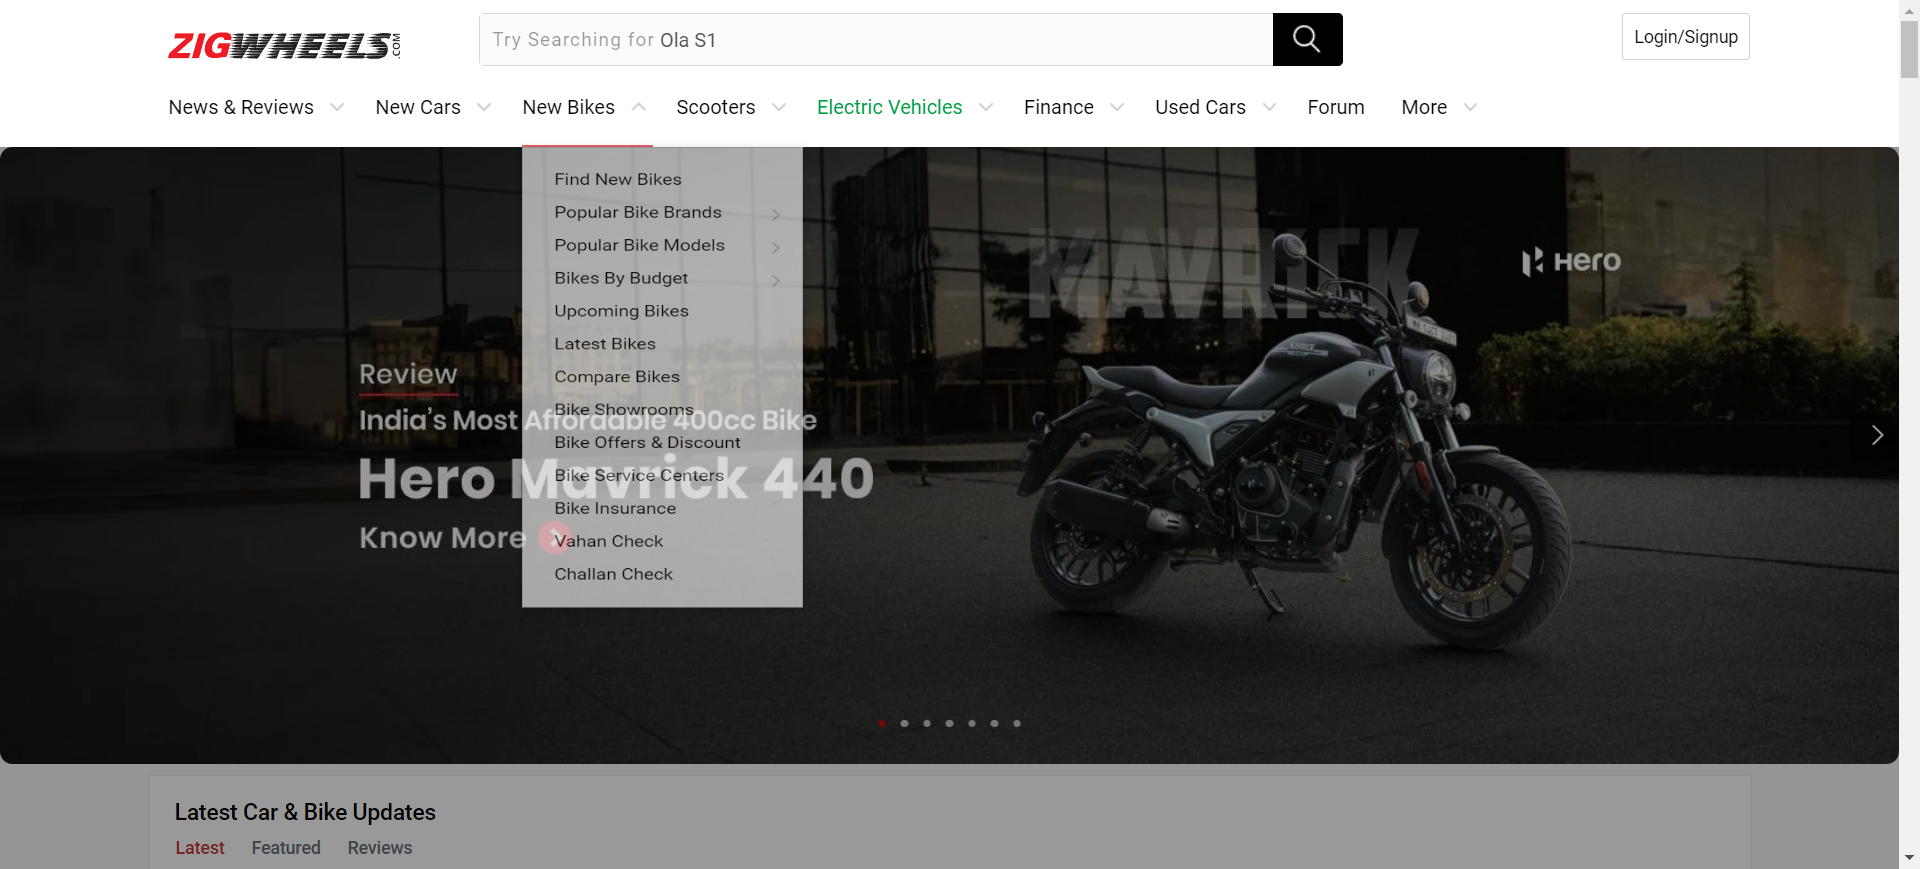 ZIGWHEELS.COM
Try Searching for Ola S1
Login/Signup
News & Reviews
New Cars
New Bikes
Scooters
Electric Vehicles
Finance
Used Cars
Forum
More
Find New Bikes
Popular Bike Brands
Popular Bike Models
Bikes By Budget
Upcoming Bikes
Latest Bikes
Compare Bikes
Bike Showrooms
Bike Offers & Discount
Bike Service Centers
Bike Insurance
Vahan Check
Challan Check
MAVRICK
Hero
Review
India's Most Affordable 400cc Bike
Hero Mavrick 440
Know More
Latest Car & Bike Updates
Latest
Featured
Reviews